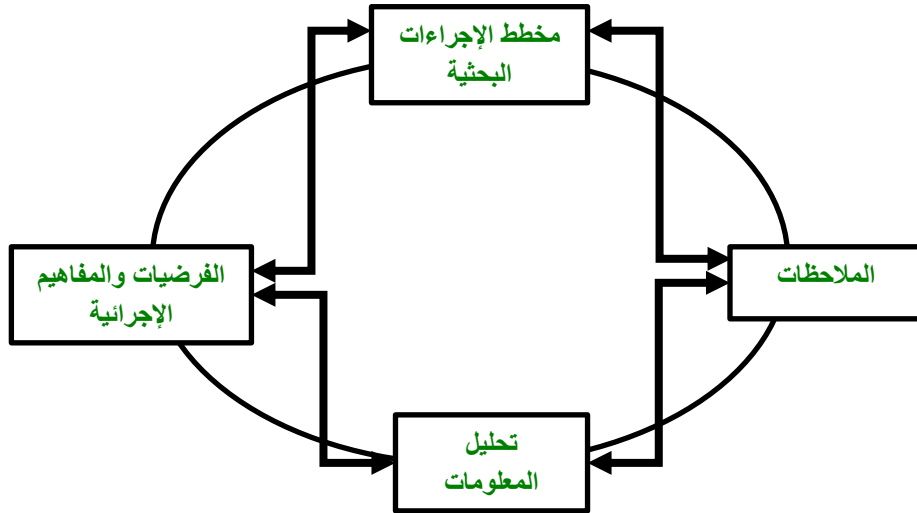 مخطط الإجراءات
البحثية
الملاحظات
الفرضيات والمفاهيم
الإجرائية
تحليل
المعلومات